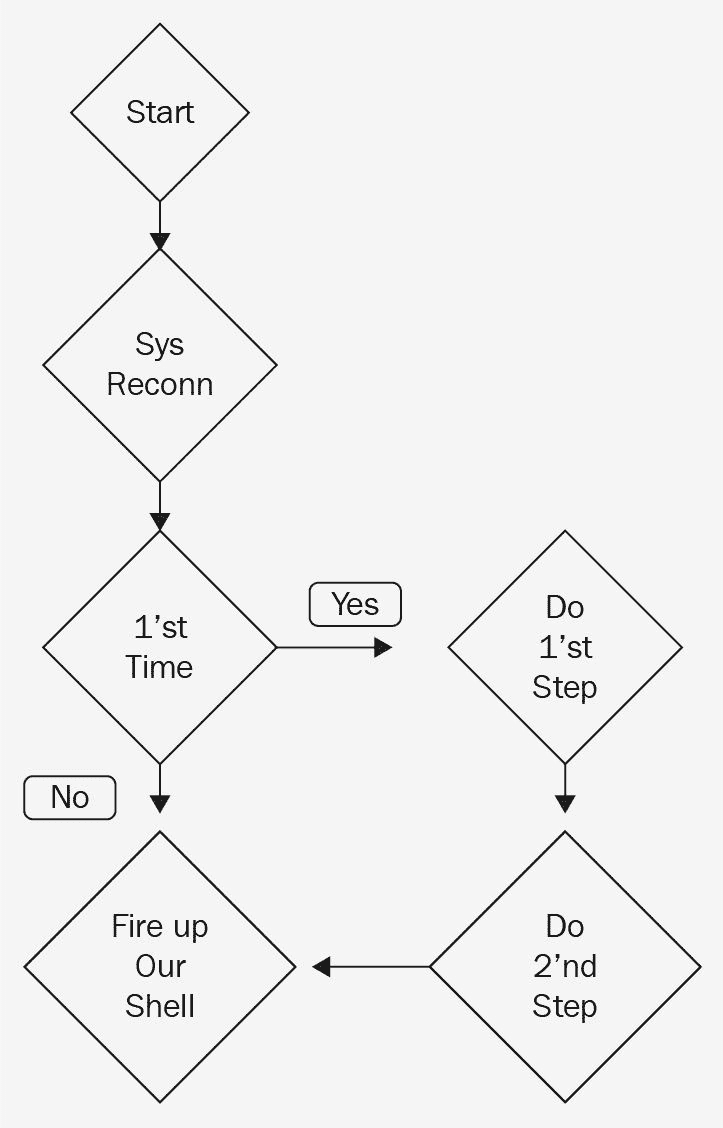 Start
Sys
Reconn
1’st
Time
Yes
Do
1’st
Step
No
Fire up
Our
Shell
Do
2’nd
Step